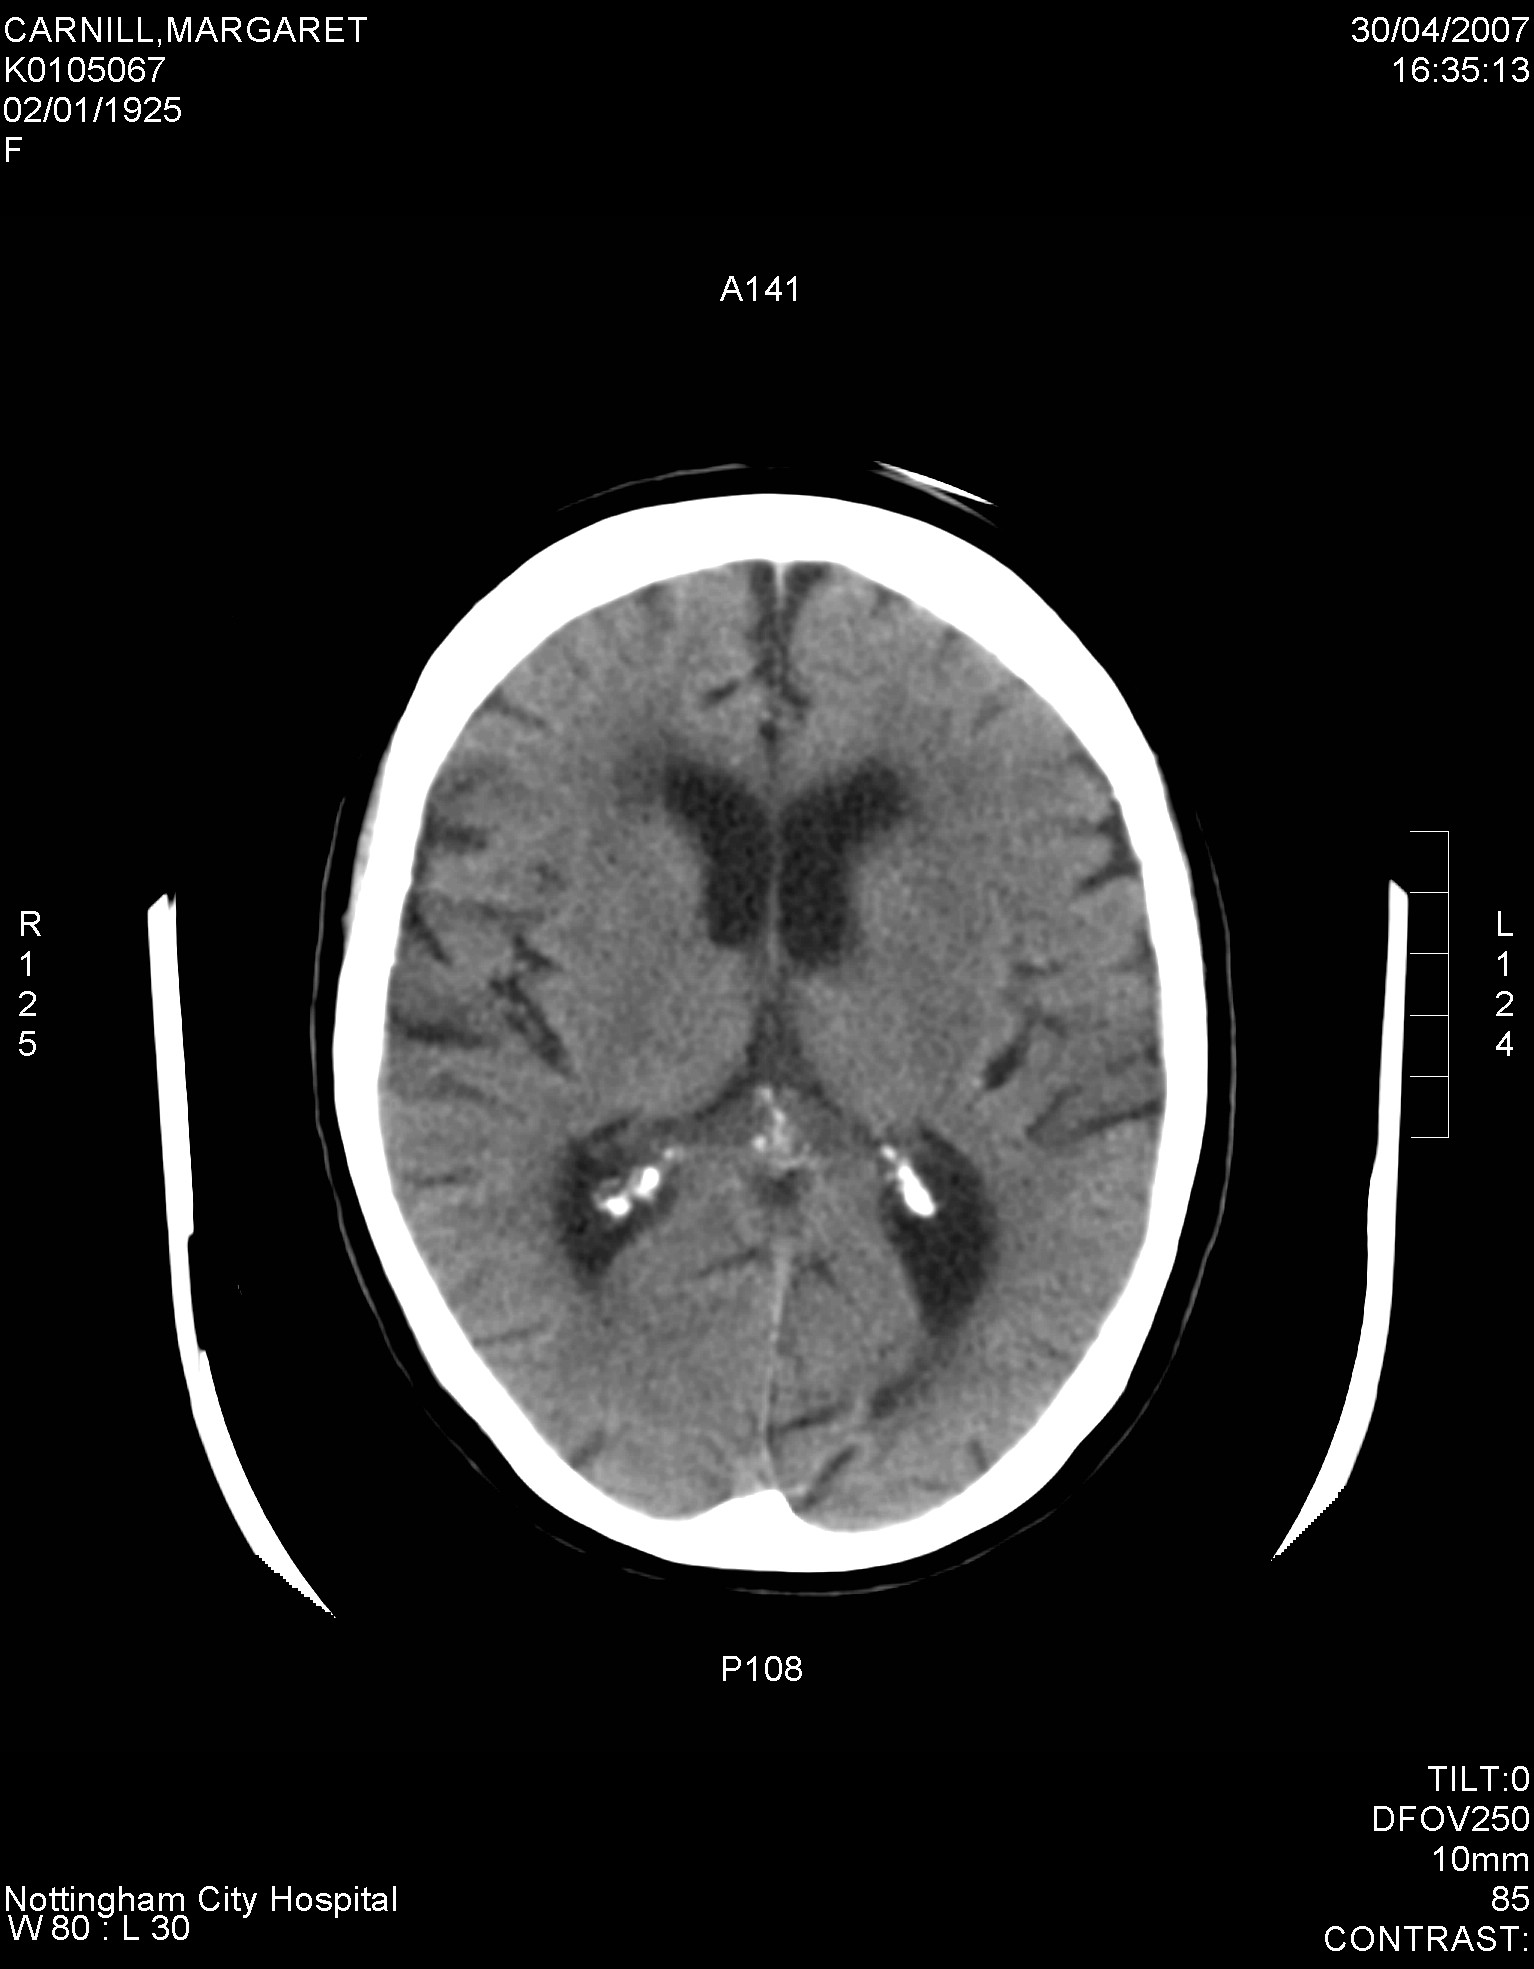 CARNILL,MARGARET
K0105067
02/01/1925
F
30/04/2007
16:35:13
A141
R
1
2
5
L
1
2
4
P108
TILT:0
DFOV250
10mm
85
CONTRAST:
Nottingham City Hospital
W 80 : L 30